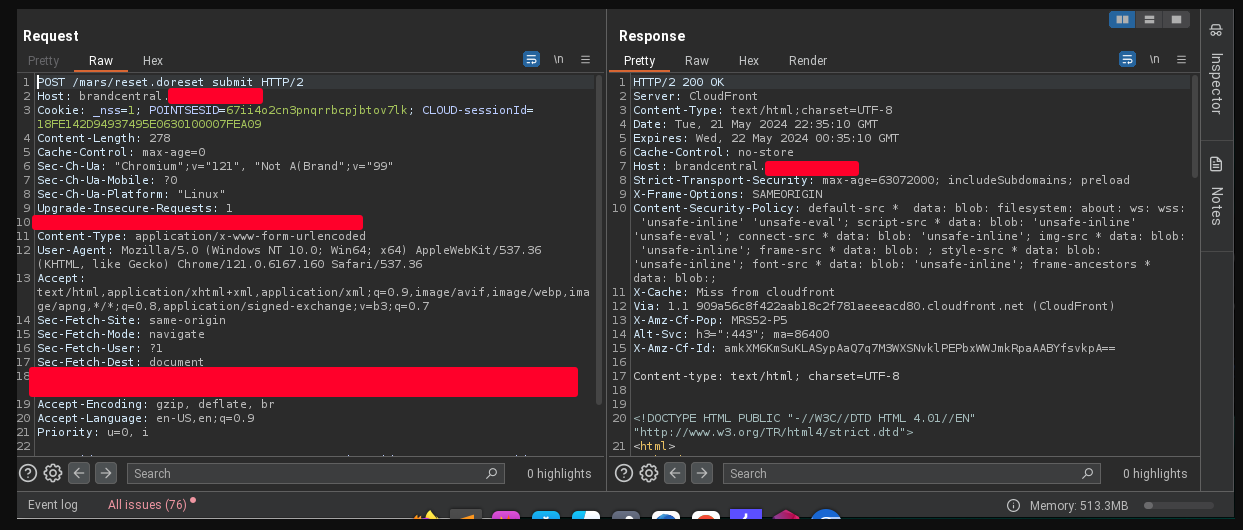 Request
Pretty Raw Hex
\n
1 POST /mars/reset.doreset_submit HTTP/2
2 Host: brandcentral.
3 Cookie: _nss=1; POINTSESID=67ii4o2cn3pnqrrbcpjbtov7lk; CLOUD-sessionId=
18FE142D94937495E0630100007FEA09
4 Content-Length: 278
5 Cache-Control: max-age=0
6 Sec-Ch-Ua: "Chromium";v="121", "Not A(Brand";v="99"
7 Sec-Ch-Ua-Mobile: ?0
8 Sec-Ch-Ua-Platform: "Linux"
9 Upgrade-Insecure-Requests: 1
10
11 Content-Type: application/x-www-form-urlencoded
12 User-Agent: Mozilla/5.0 (Windows NT 10.0; Win64; x64) AppleWebKit/537.36
(KHTML, like Gecko) Chrome/121.0.6167.160 Safari/537.36
13 Accept:
text/html,application/xhtml+xml,application/xml;q=0.9,image/avif,image/webp,ima
ge/apng,*/*;q=0.8,application/signed-exchange;v=b3;q=0.7
14 Sec-Fetch-Site: same-origin
15 Sec-Fetch-Mode: navigate
16 Sec-Fetch-User: ?1
17 Sec-Fetch-Dest: document
18
19 Accept-Encoding: gzip, deflate, br
20 Accept-Language: en-US,en;q=0.9
21 Priority: u=0, i
22
Search
0 highlights
Response
Pretty Raw Hex Render
\n
1 HTTP/2 200 OK
2 Server: CloudFront
3 Content-Type: text/html;charset=UTF-8
4 Date: Tue, 21 May 2024 22:35:10 GMT
5 Expires: Wed, 22 May 2024 00:35:10 GMT
6 Cache-Control: no-store
7 Host: brandcentral.
8 Strict-Transport-Security: max-age=63072000; includeSubdomains; preload
9 X-Frame-Options: SAMEORIGIN
10 Content-Security-Policy: default-src *  data: blob: filesystem: about: ws: wss:
'unsafe-inline' 'unsafe-eval'; script-src * data: blob: 'unsafe-inline'
'unsafe-eval'; connect-src * data: blob: 'unsafe-inline'; img-src * data: blob:
'unsafe-inline'; frame-src * data: blob: ; style-src * data: blob:
'unsafe-inline'; font-src * data: blob: 'unsafe-inline'; frame-ancestors *
data: blob:;
11 X-Cache: Miss from cloudfront
12 Via: 1.1 909a56c8f422aab18c2f781aeeeacd80.cloudfront.net (CloudFront)
13 X-Amz-Cf-Pop: MRS52-P5
14 Alt-Svc: h3=":443"; ma=86400
15 X-Amz-Cf-Id: amkXM6KmSuKLASypAaQ7q7M3WXSNvklPEPbxWWJmkRpaAABYfsvkpA==
16
17 Content-type: text/html; charset=UTF-8
18
19
20 <!DOCTYPE HTML PUBLIC "-//W3C//DTD HTML 4.01//EN"
"http://www.w3.org/TR/html4/strict.dtd">
21 <html>
Search
0 highlights
Inspector
Notes
Event log All issues (76)
Memory: 513.3MB